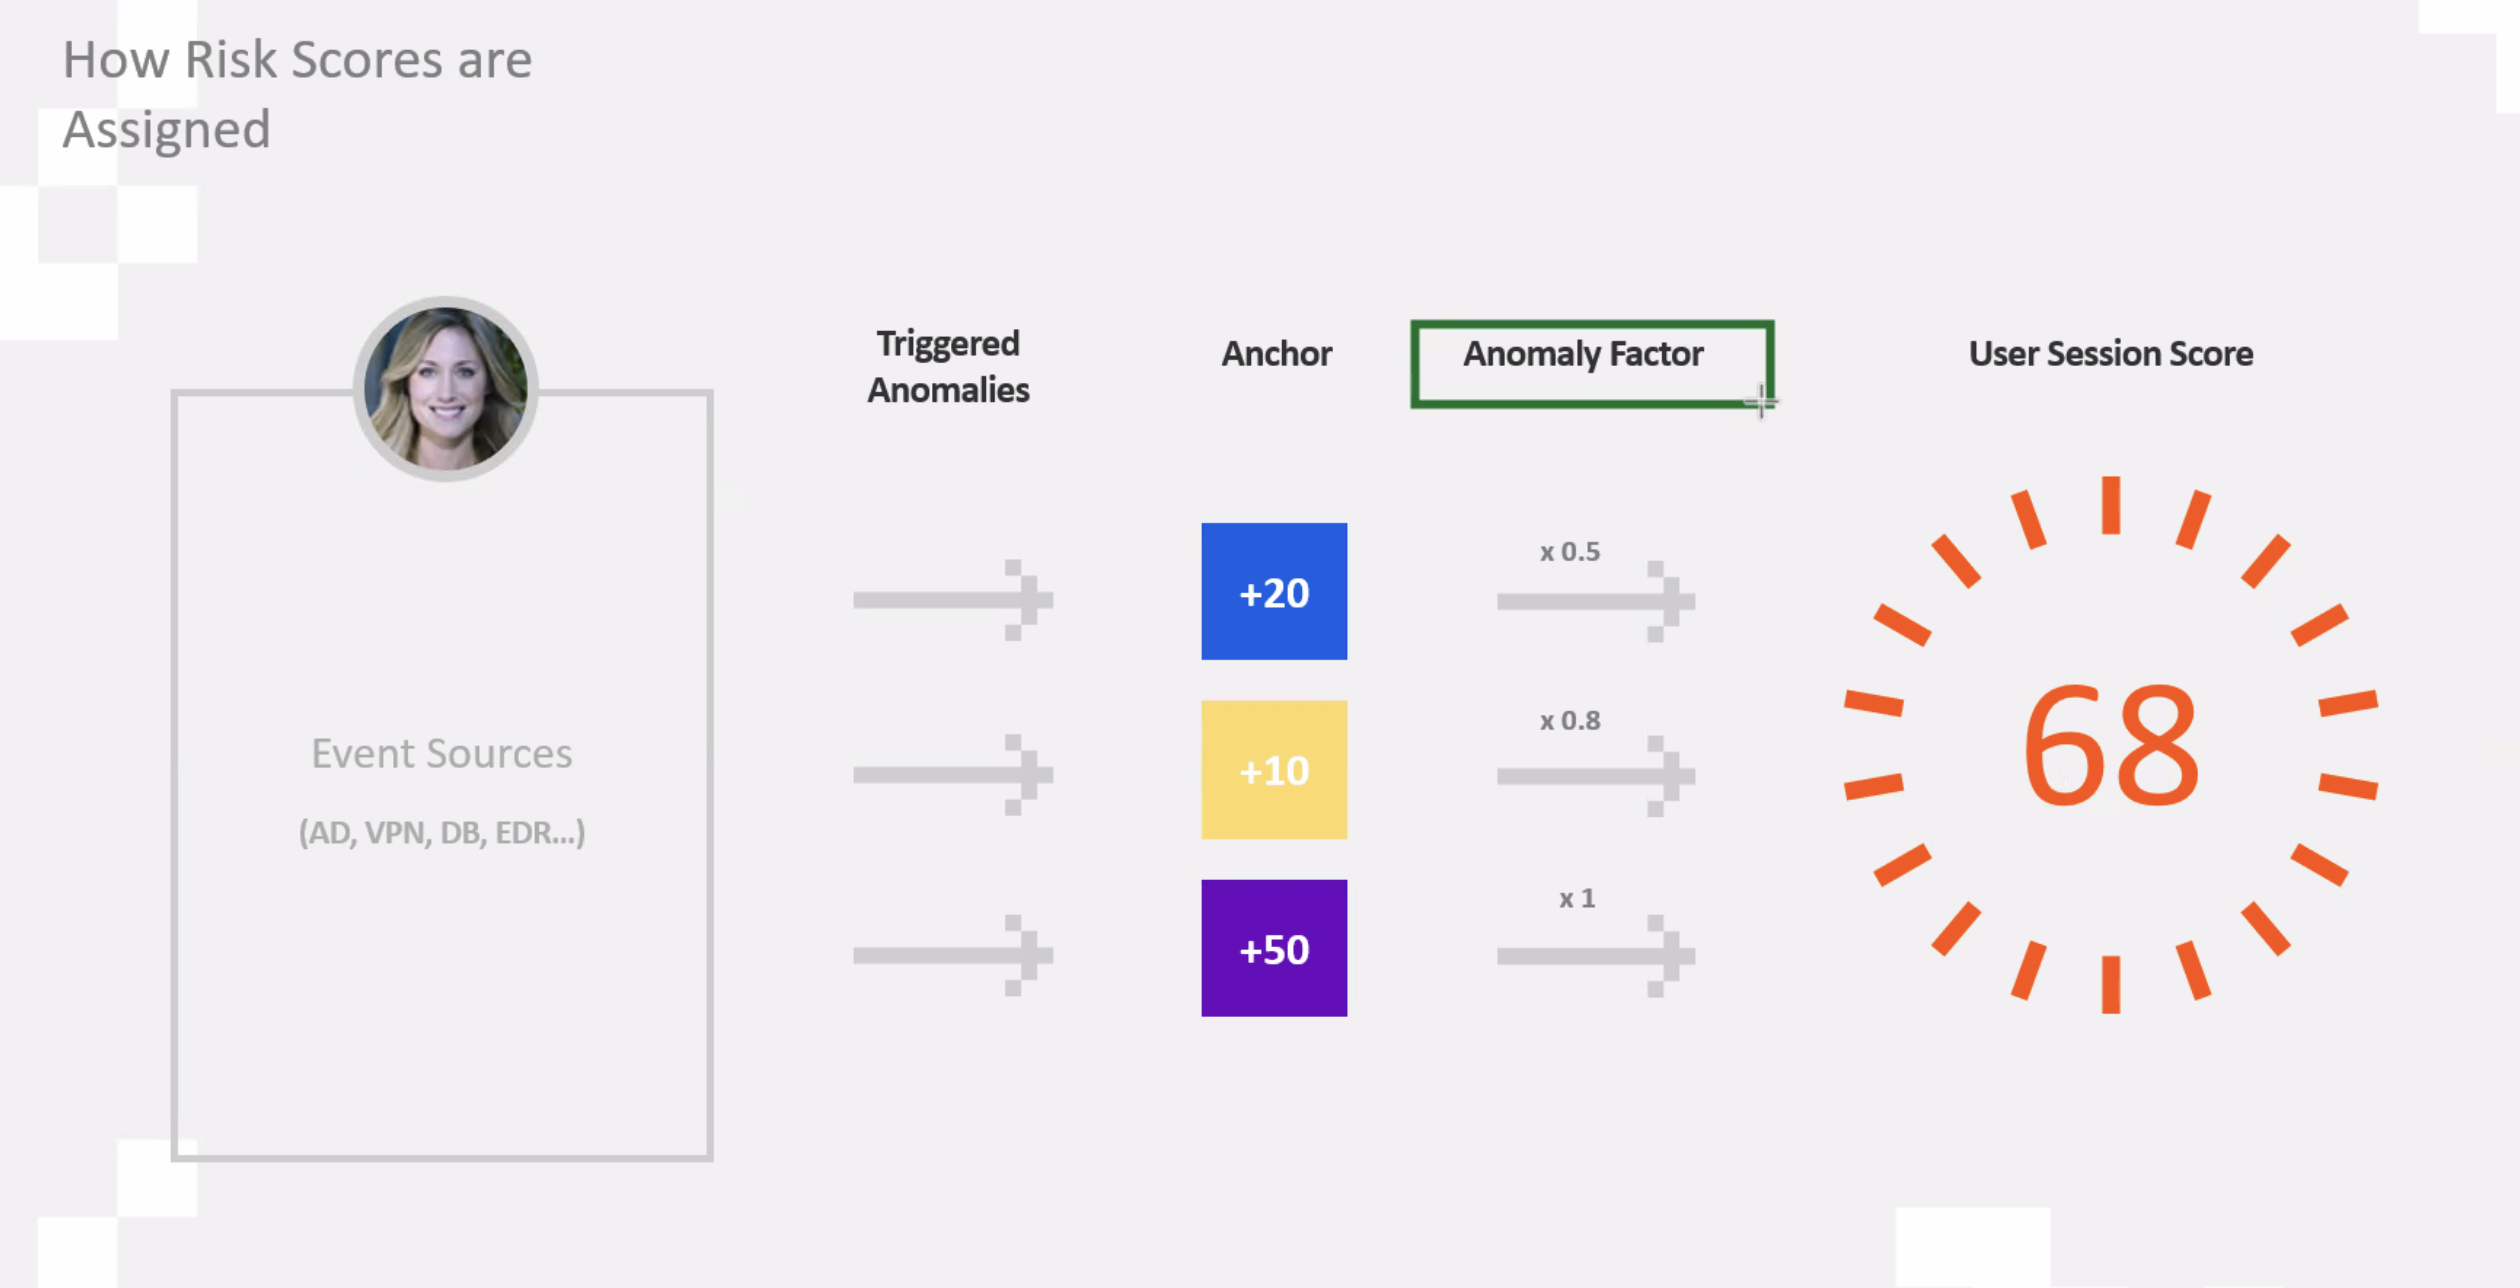 How Risk Scores are
Assigned
Triggered
Anomalies
Anchor
Anomaly Factor
User Session Score
Event Sources
(AD, VPN, DB, EDR...)
+20
x 0.5
+10
x 0.8
+50
x 1
68